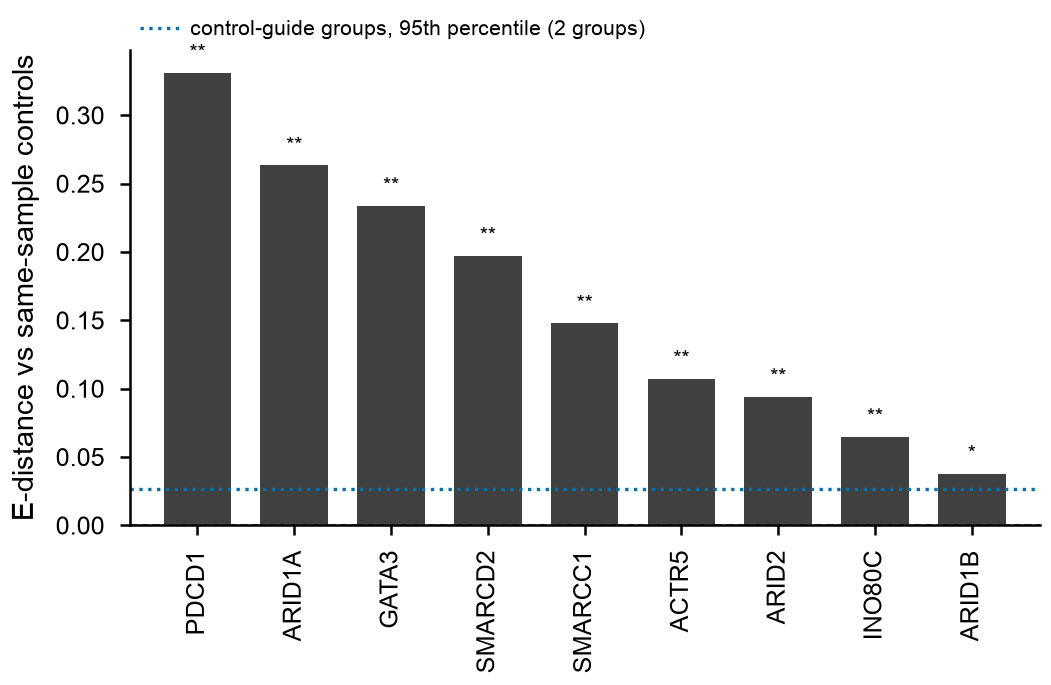 control-guide groups, 95th percentile (2 groups)
E-distance vs same-sample controls
0.30
0.25
0.20
0.15
0.10
0.05
0.00
**
**
**
**
**
**
**
**
*
PDCD1
ARID1A
GATA3
SMARCD2
SMARCC1
ACTR5
ARID2
INO80C
ARID1B